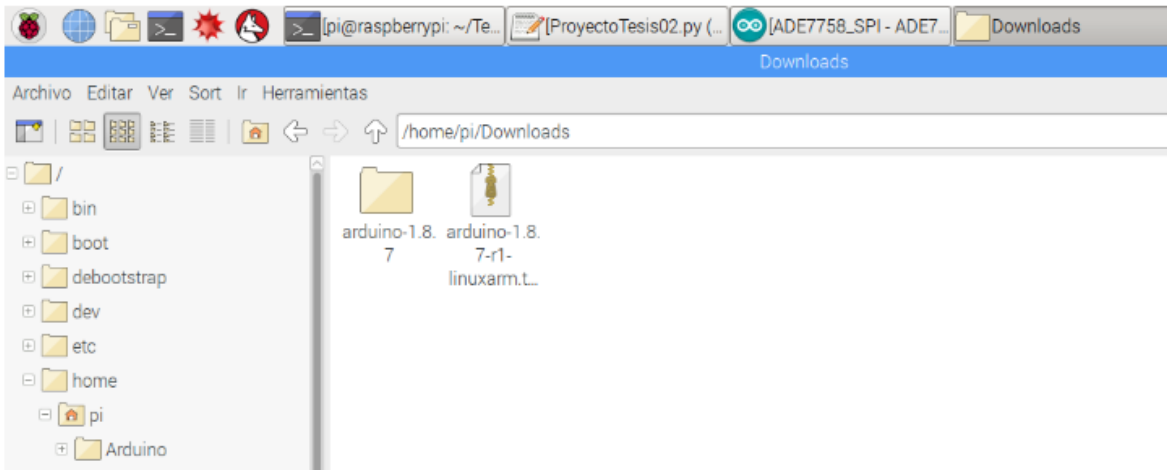 [pi@raspberrypi: ~/Te... [ProyectoTesis02.py (... [ADE7758_SPI - ADE7... Downloads
Downloads
Archivo Editar Ver Sort Ir Herramientas
/home/pi/Downloads
/
bin
boot
debootstrap
dev
etc
home
pi
Arduino
arduino-1.8.
7
arduino-1.8.
7-r1-
linuxarm.t...